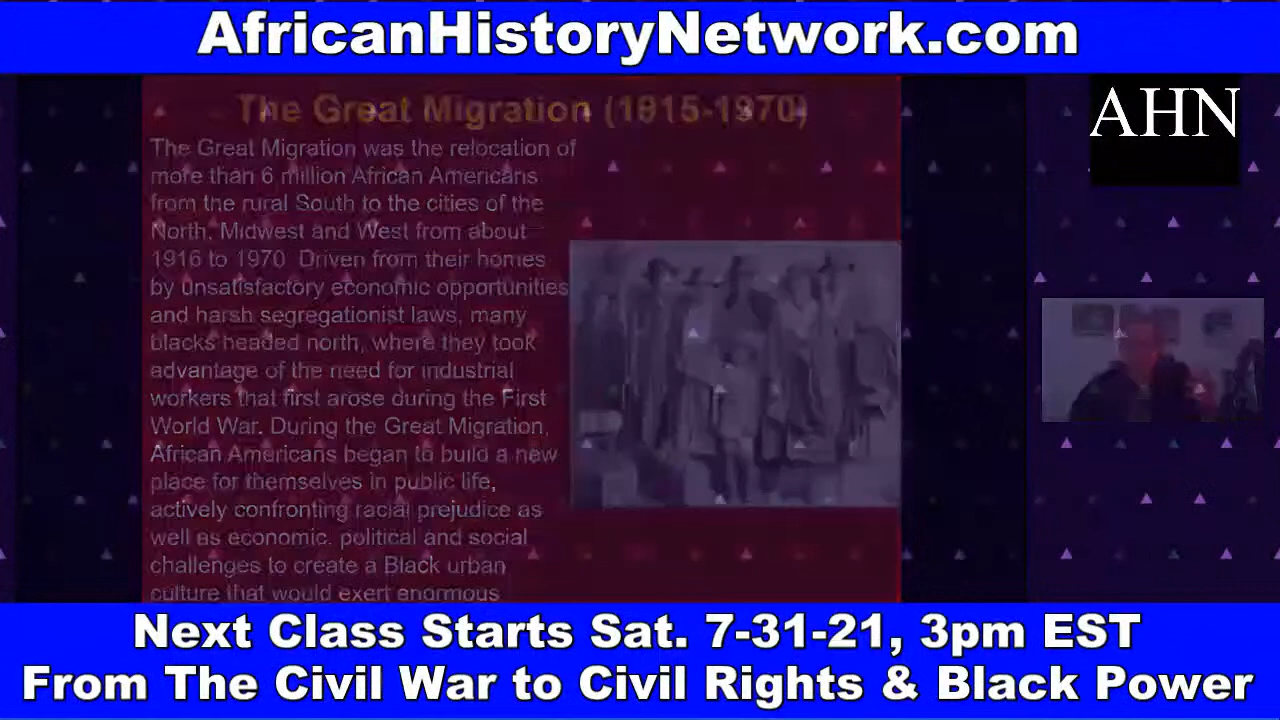 AfricanHistoryNetwork.com
AHN
The Great Migration (1915-1970)
The Great Migration was the relocation of
more than 6 million African Americans
from the rural South to the cities of the
North, Midwest and West from about
1916 to 1970. Driven from their homes
by unsatisfactory economic opportunities
and harsh segregationist laws, many
blacks headed north, where they took
advantage of the need for industrial
workers that first arose during the First
World War. During the Great Migration,
African Americans began to build a new
place for themselves in public life,
actively confronting racial prejudice as
well as economic, political and social
challenges to create a Black urban
culture that would exert enormous
Next Class Starts Sat. 7-31-21, 3pm EST
From The Civil War to Civil Rights & Black Power